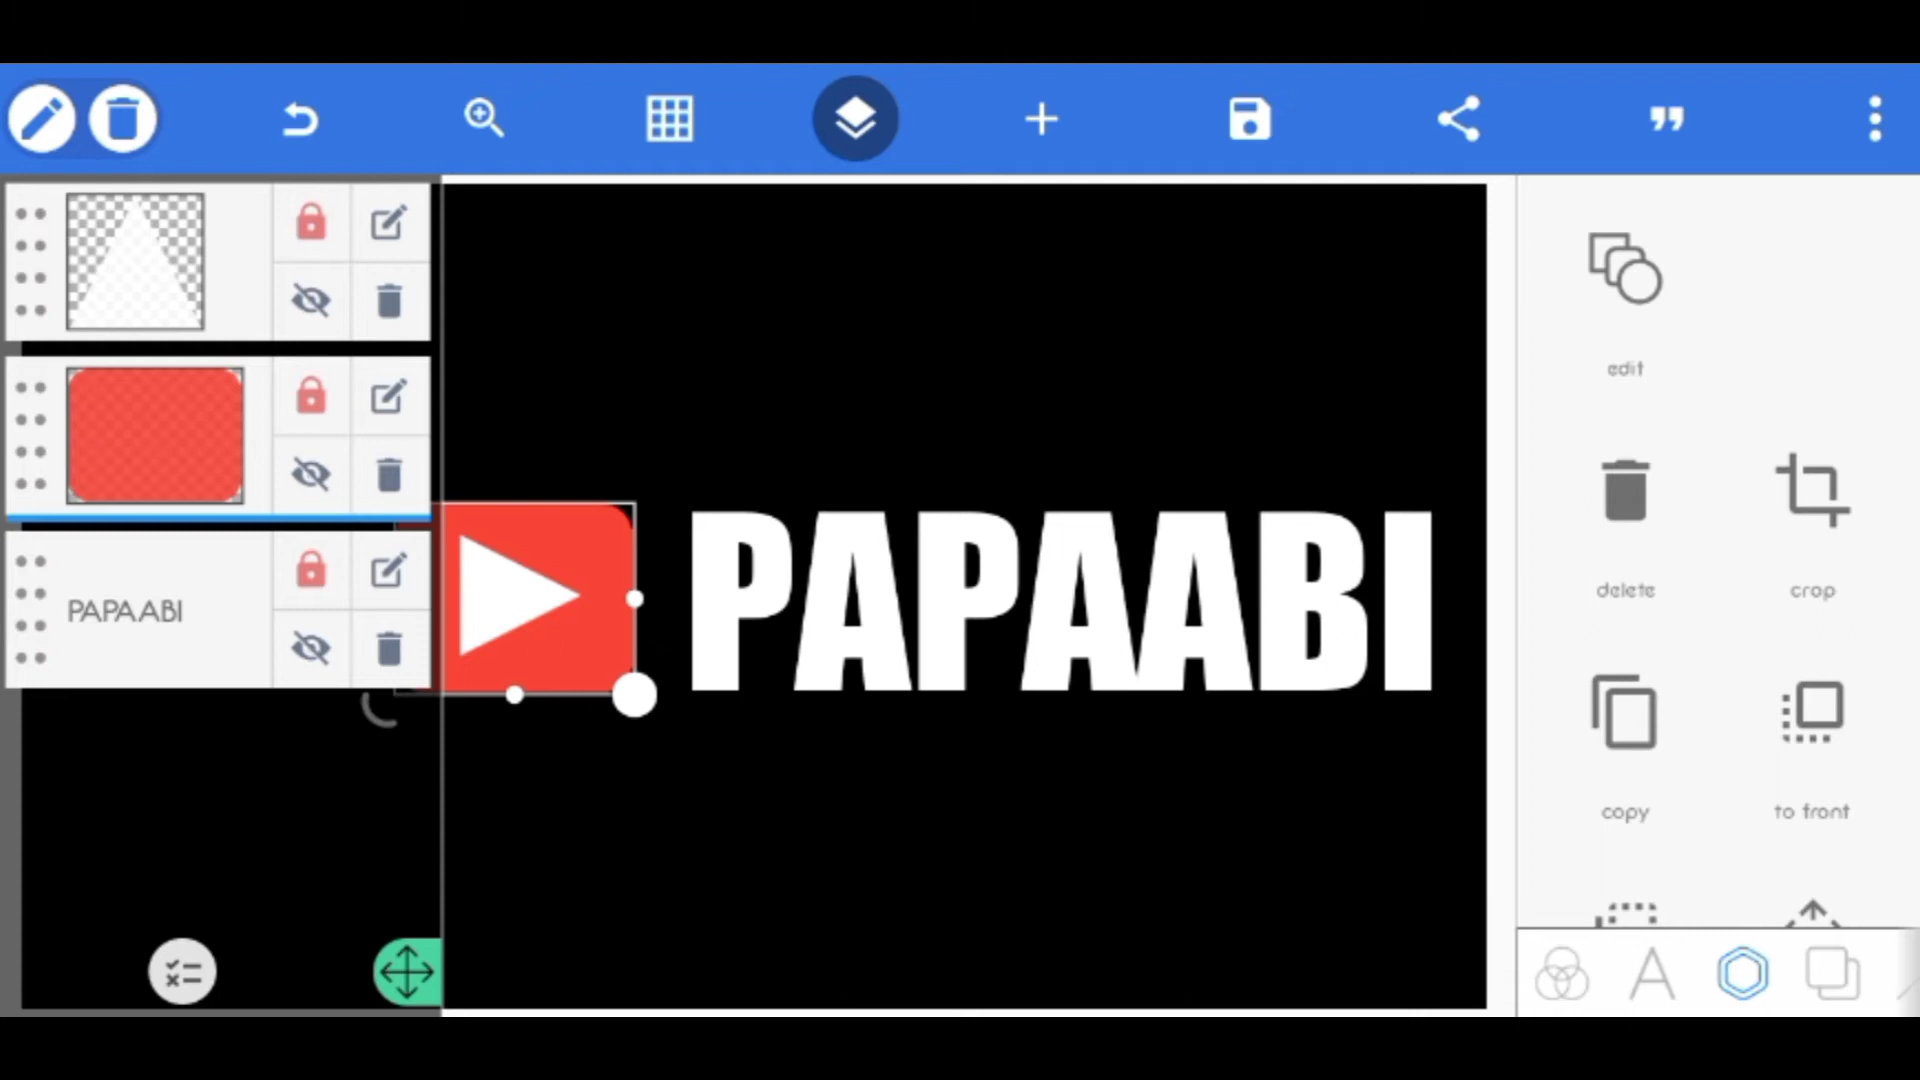 PAPAABI
PAPAABI
edit
delete
crop
copy
to front